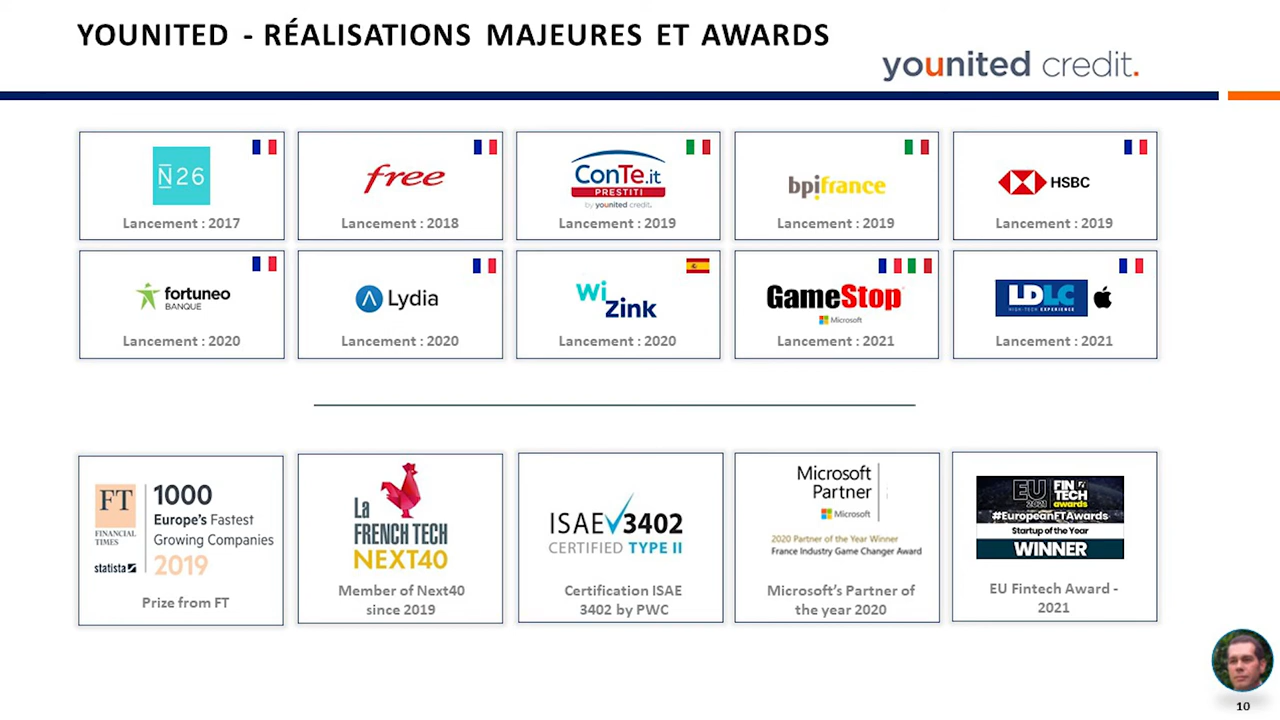 YOUNITED - RÉALISATIONS MAJEURES ET AWARDS
younited credit.
N26
Lancement : 2017
free
Lancement : 2018
ConTe.it
PRESTITI
by younited credit.
Lancement : 2019
bpifrance
Lancement : 2019
HSBC
Lancement : 2019
fortuneo
BANQUE
Lancement : 2020
Lydia
Lancement : 2020
Wi
Zink
Lancement : 2020
GameStop
Microsoft
Lancement : 2021
LDLC
HIGH-TECH EXPERIENCE
Lancement : 2021
FT
FINANCIAL
TIMES
statista
1000
Europe's Fastest
Growing Companies
2019
Prize from FT
La
FRENCH TECH
NEXT40
Member of Next40
since 2019
ISAE 3402
CERTIFIED TYPE II
Certification ISAE
3402 by PWC
Microsoft
Partner
Microsoft
2020 Partner of the Year Winner
France Industry Game Changer Award
Microsoft's Partner of
the year 2020
EU
2021
FIN
TECH
awards
#EuropeanFTAwards
Startup of the Year
WINNER
EU Fintech Award -
2021
10